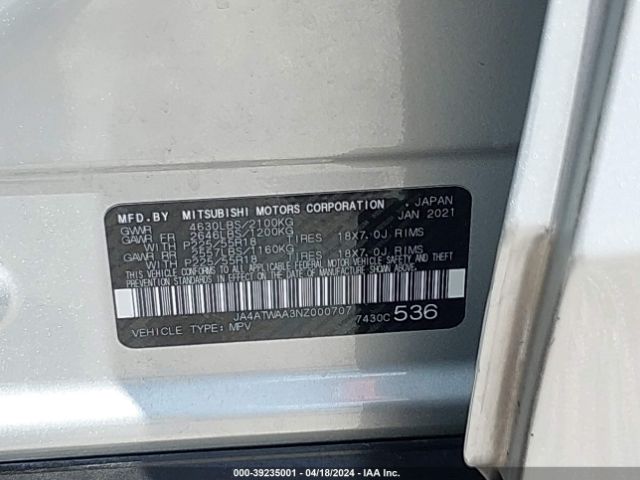 MFD.BY MITSUBISHI MOTORS CORPORATION JAPAN
GVWR 4630LBS/2100KG JAN 2021
GAWR FR 2646LBS/1200KG
WITH P225/55R18 TIRES 18X7.0J RIMS
GAWR RR 2557LBS/1160KG
WITH P225/55R18 TIRES 18X7.0J RIMS
THIS VEHICLE CONFORMS TO ALL APPLICABLE FEDERAL
MOTOR VEHICLE SAFETY BUMPER AND THEFT
PREVENTION STANDARDS IN EFFECT ON THE DATE OF MANUFACTURE SHOWN ABOVE
JA4ATWAA3NZ000707
VEHICLE TYPE: MPV 7430C 536
000-39235001 - 04/18/2024 - IAA Inc.